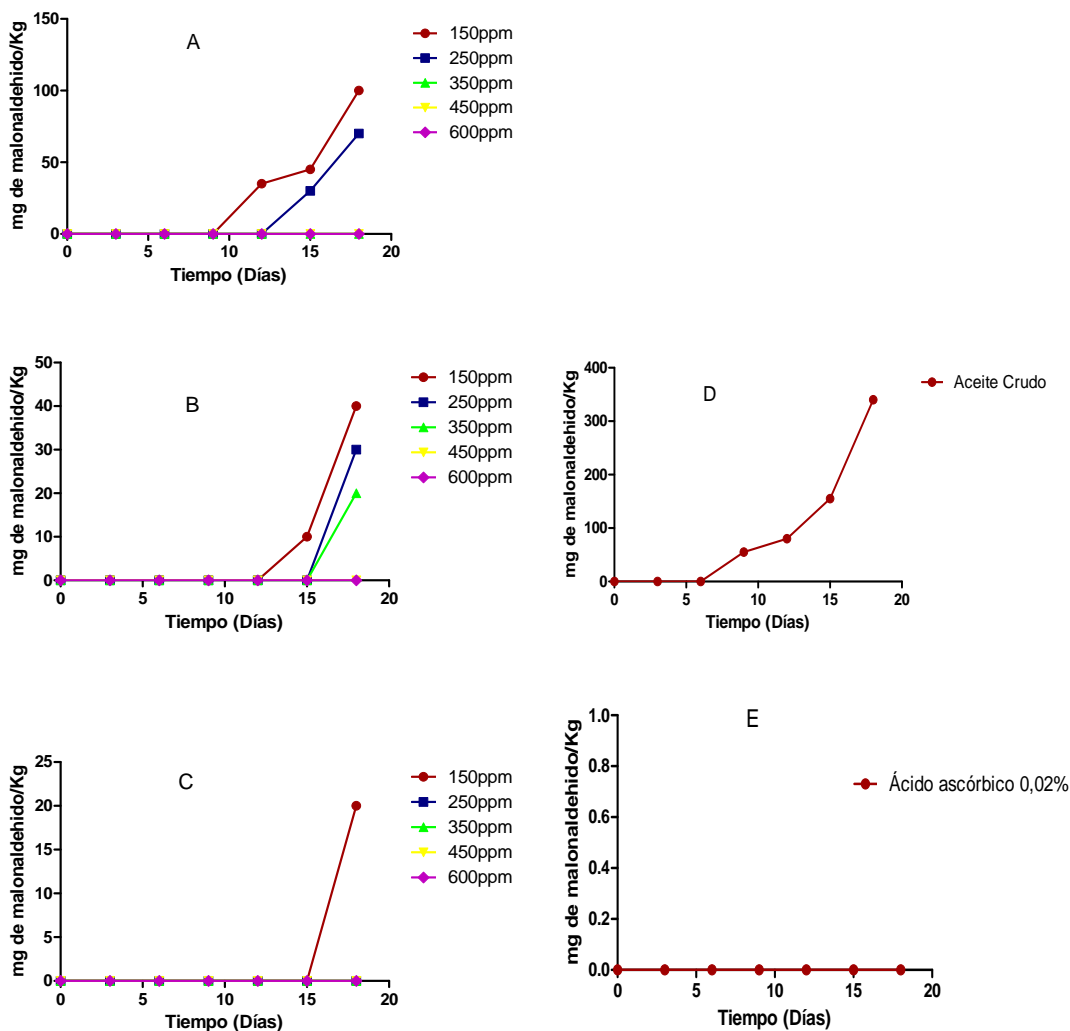 A
mg de malonaldehido/Kg
150
100
50
0
0 5 10 15 20
Tiempo (Días)
150ppm
250ppm
350ppm
450ppm
600ppm
B
mg de malonaldehido/Kg
50
40
30
20
10
0
0 5 10 15 20
Tiempo (Días)
150ppm
250ppm
350ppm
450ppm
600ppm
D
mg de malonaldehido/Kg
400
300
200
100
0
0 5 10 15 20
Tiempo (Días)
Aceite Crudo
C
mg de malonaldehido/Kg
25
20
15
10
5
0
0 5 10 15 20
Tiempo (Días)
150ppm
250ppm
350ppm
450ppm
600ppm
E
mg de malonaldehido/Kg
1.0
0.8
0.6
0.4
0.2
0.0
0 5 10 15 20
Tiempo (Días)
Ácido ascórbico 0,02%